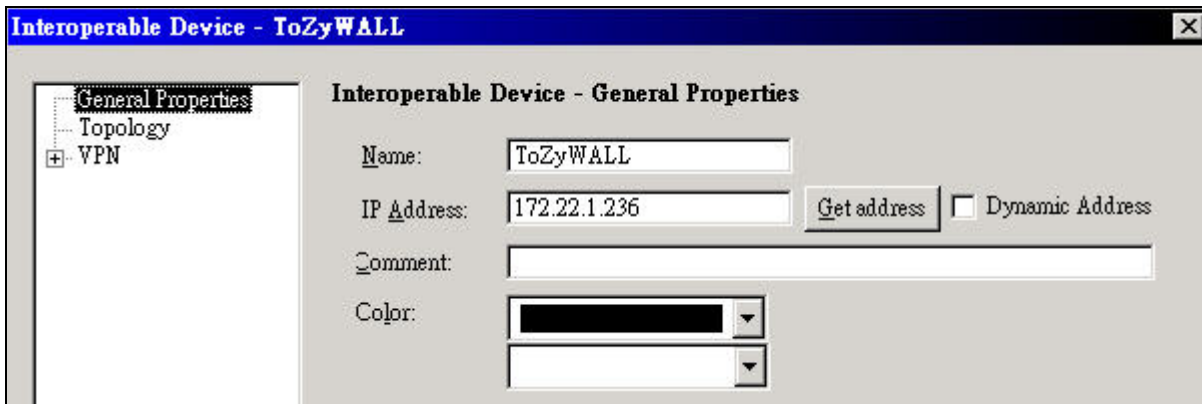 Interoperable Device - ToZyWALL
General Properties
Topology
VPN
Interoperable Device - General Properties
Name: ToZyWALL
IP Address: 172.22.1.236 Get address Dynamic Address
Comment:
Color: